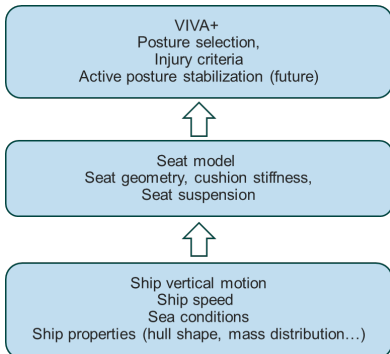 VIVA+
Posture selection,
Injury criteria
Active posture stabilization (future)
Seat model
Seat geometry, cushion stiffness,
Seat suspension
Ship vertical motion
Ship speed
Sea conditions
Ship properties (hull shape, mass distribution…)